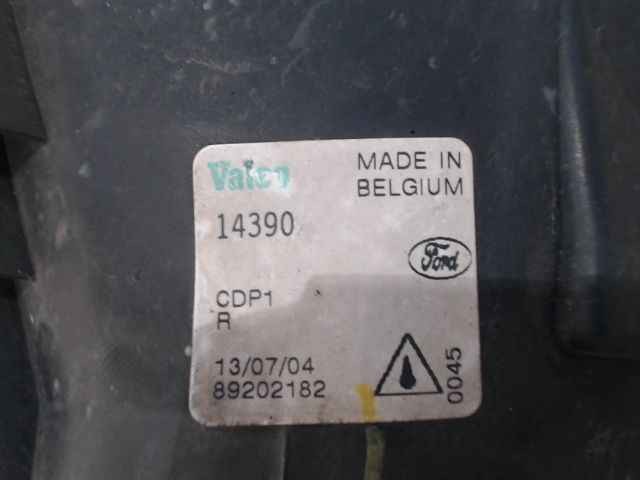 Valeo
MADE IN
BELGIUM
14390
Ford
CDP1
R
13/07/04
89202182
0045